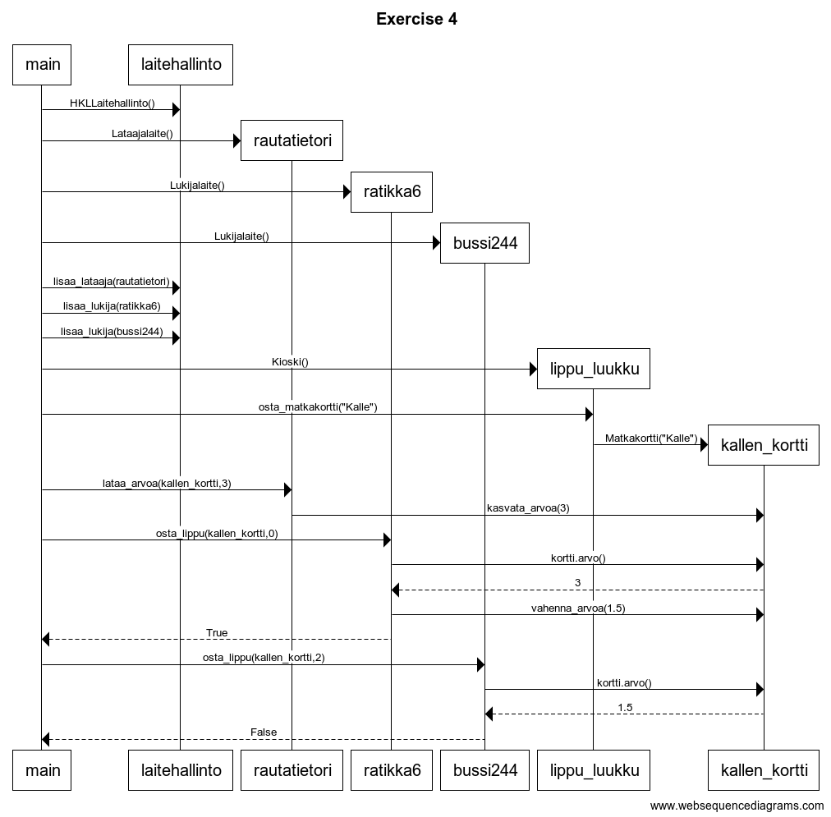 Exercise 4
main
laitehallinto
HKLLaitehallinto()
Lataajalaite()
rautatietori
Lukijalaite()
ratikka6
Lukijalaite()
bussi244
lisaa_lataaja(rautatietori)
lisaa_lukija(ratikka6)
lisaa_lukija(bussi244)
Kioski()
lippu_luukku
osta_matkakortti("Kalle")
Matkakortti("Kalle")
kallen_kortti
lataa_arvoa(kallen_kortti,3)
kasvata_arvoa(3)
osta_lippu(kallen_kortti,0)
kortti.arvo()
3
vahenna_arvoa(1.5)
True
osta_lippu(kallen_kortti,2)
kortti.arvo()
1.5
False
main
laitehallinto
rautatietori
ratikka6
bussi244
lippu_luukku
kallen_kortti
www.websequencediagrams.com